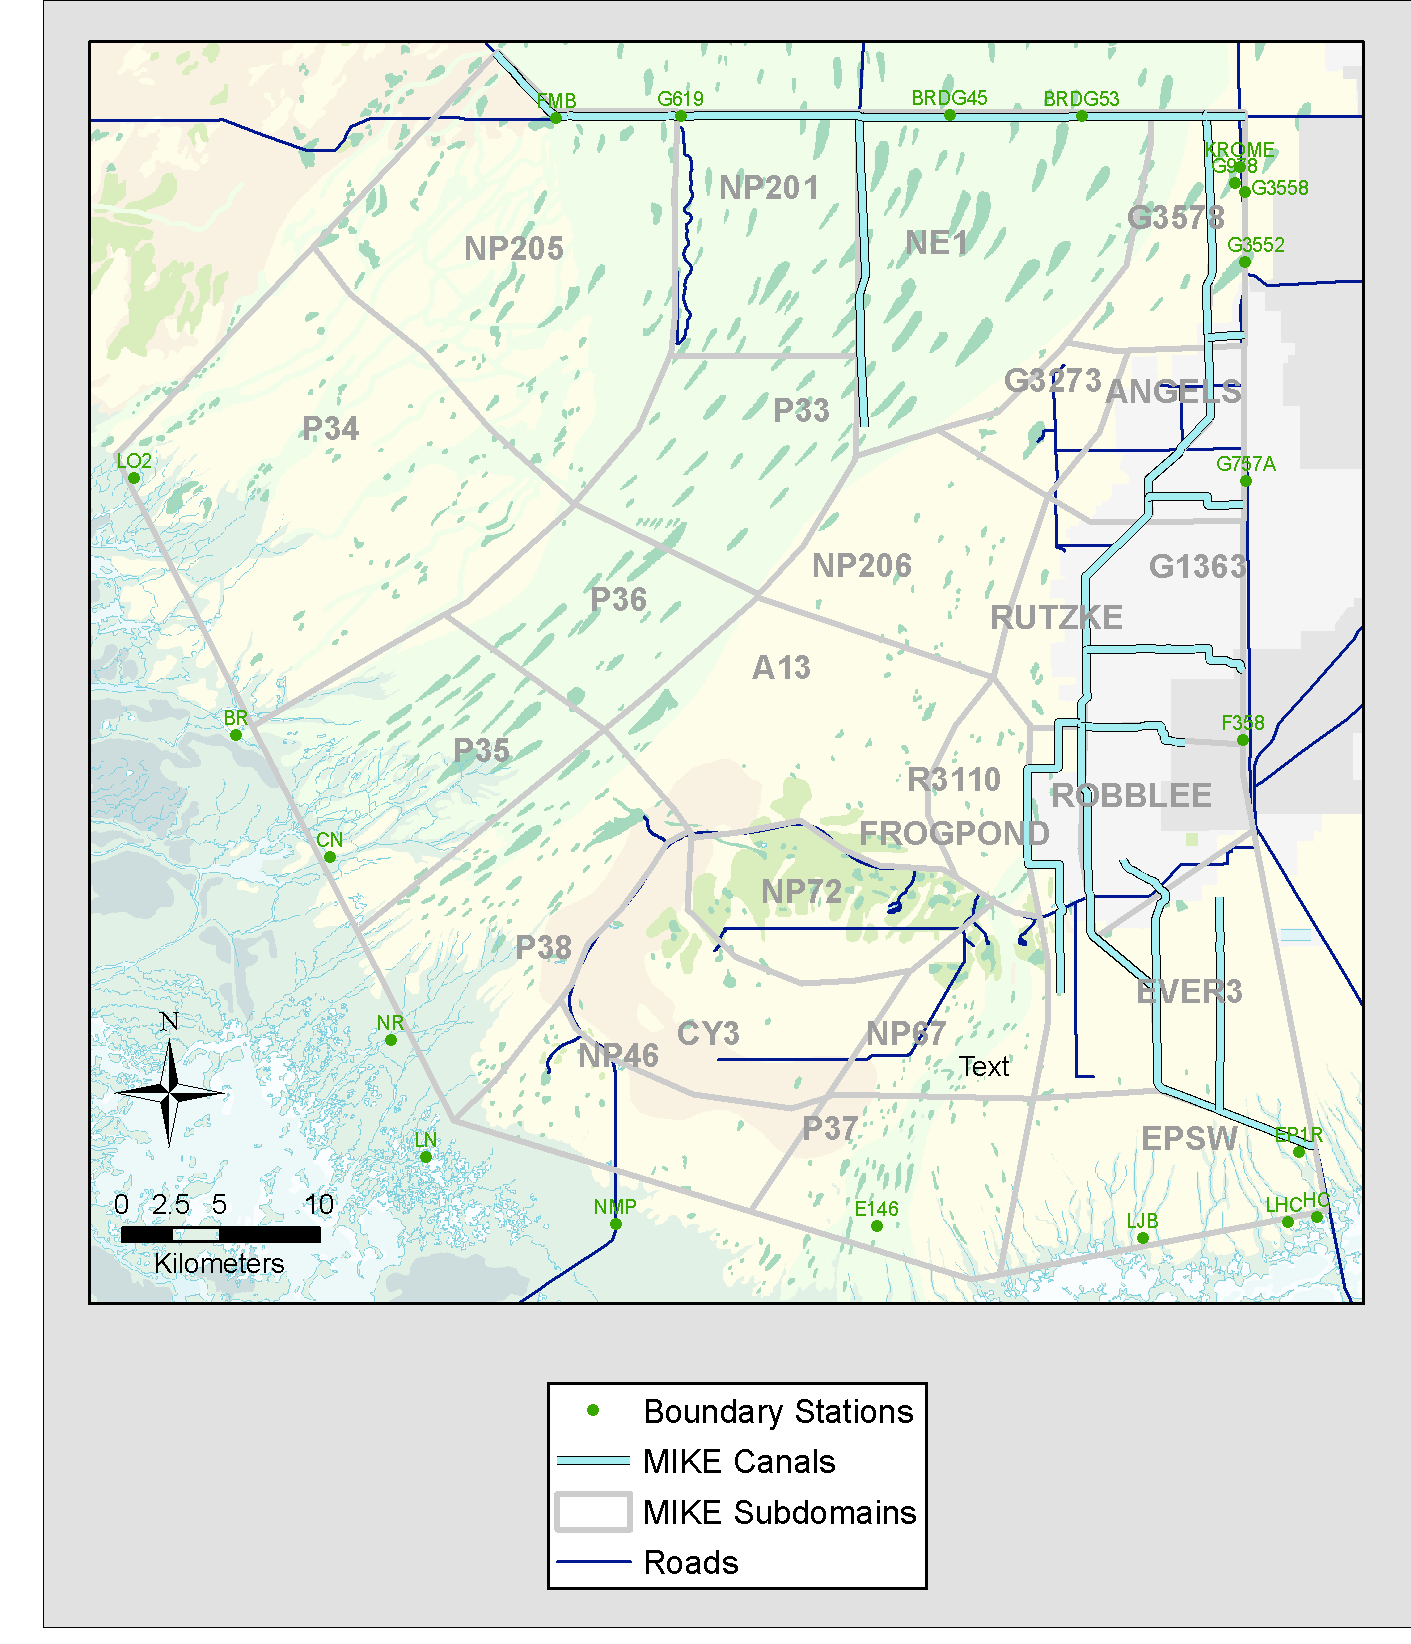 FMB
G619
BRDG45
BRDG53
KROME
G978
G3558
NP201
G3578
NP205
NE1
G3552
G3273
ANGELS
P33
P34
LO2
G757A
NP206
G1363
P36
RUTZKE
A13
BR
F358
P35
R3110
ROBBLEE
FROGPOND
CN
NP72
P38
EVER3
N
NR
CY3
NP67
NP46
Text
P37
EPSW
EP1R
LN
0 2.5 5 10
NMP
E146
LHC
HC
LJB
Kilometers
Boundary Stations
MIKE Canals
MIKE Subdomains
Roads